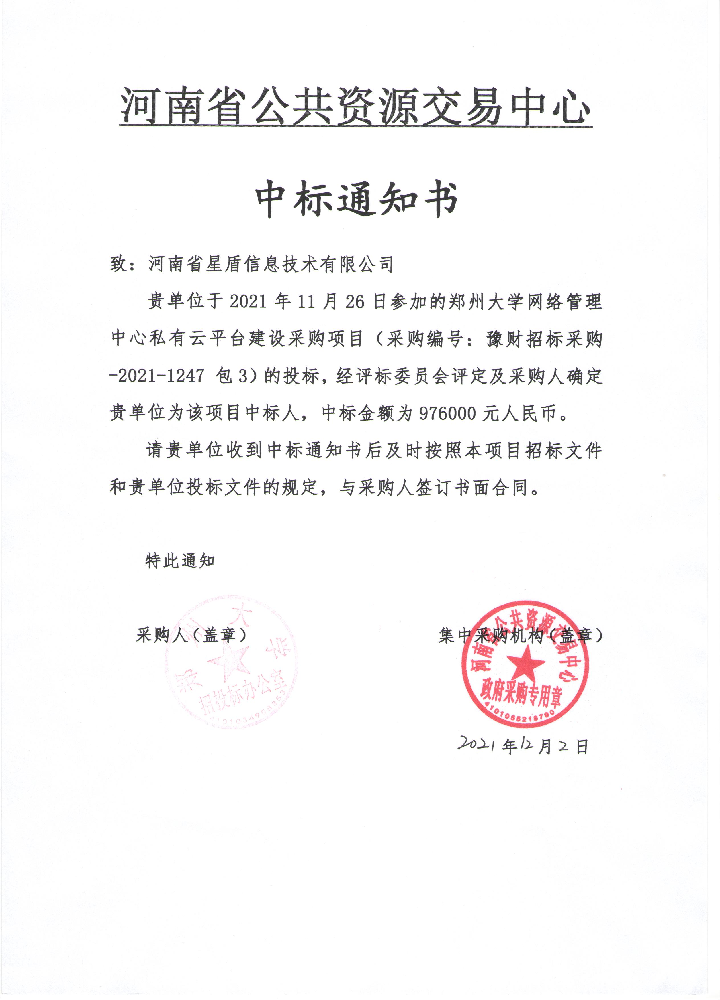 河南省公共资源交易中心
中标通知书
致：河南省星盾信息技术有限公司
贵单位于 2021 年 11 月 26 日参加的郑州大学网络管理
中心私有云平台建设采购项目（采购编号：豫财招标采购
-2021-1247 包 3）的投标，经评标委员会评定及采购人确定
贵单位为该项目中标人，中标金额为 976000 元人民币。
请贵单位收到中标通知书后及时按照本项目招标文件
和贵单位投标文件的规定，与采购人签订书面合同。
特此通知
采购人（盖章）
郑州大学
招投标办公室
4101034908353
集中采购机构（盖章）
河南省公共资源交易中心
政府采购专用章
4101055218790
2021 年 12 月 2 日